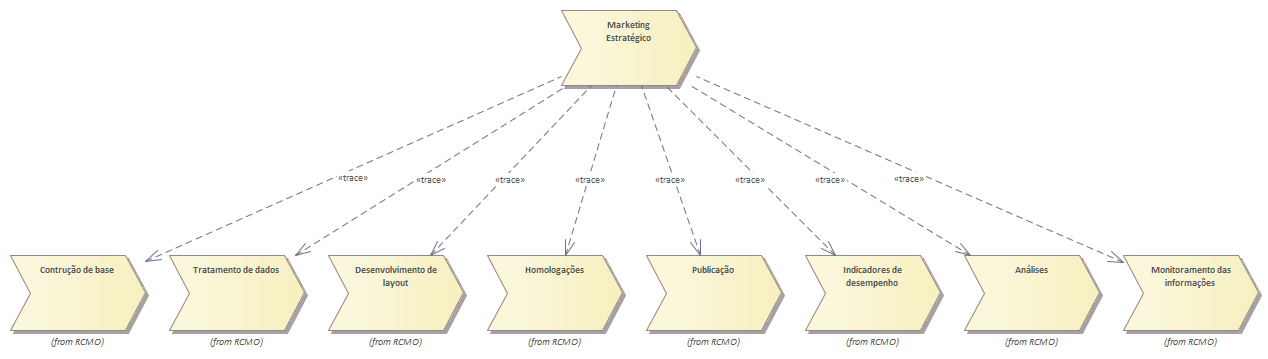 Marketing
Estratégico
«trace»
«trace»
«trace»
«trace»
«trace»
«trace»
«trace»
«trace»
Contrução de base
Tratamento de dados
Desenvolvimento de
layout
Homologações
Publicação
Indicadores de
desempenho
Análises
Monitoramento das
informações
(from RCMO)
(from RCMO)
(from RCMO)
(from RCMO)
(from RCMO)
(from RCMO)
(from RCMO)
(from RCMO)